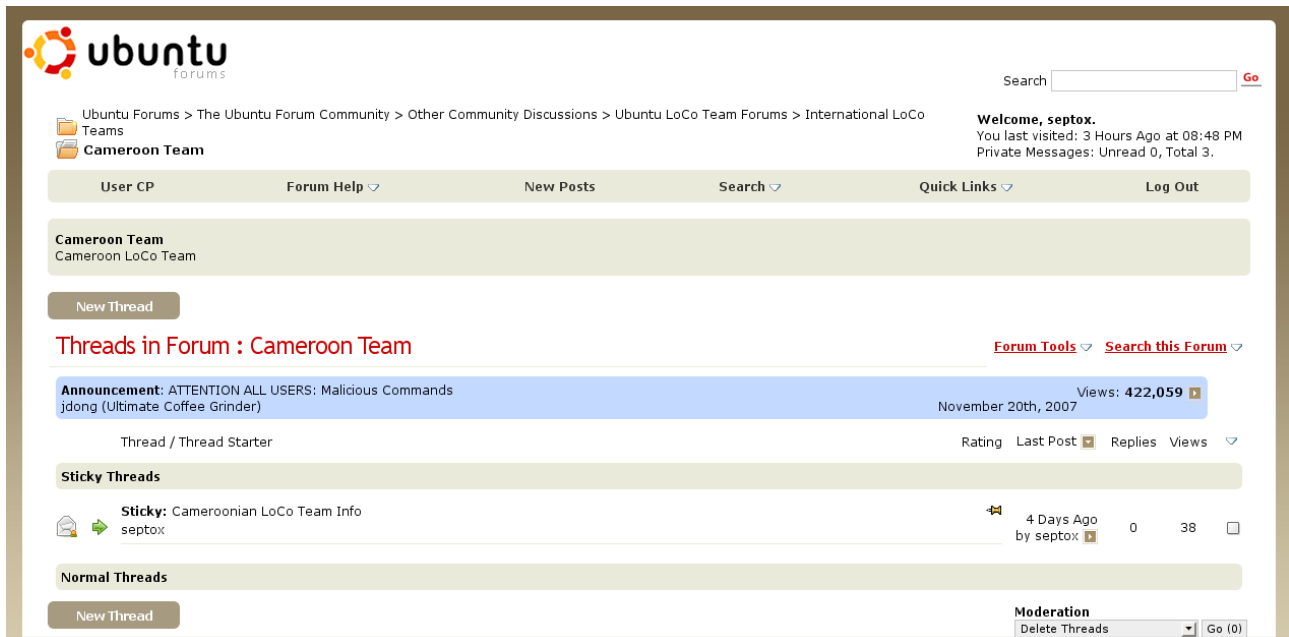 ubuntu
forums
Search Go
Ubuntu Forums > The Ubuntu Forum Community > Other Community Discussions > Ubuntu LoCo Team Forums > International LoCo
Teams
Cameroon Team
Welcome, septox.
You last visited: 3 Hours Ago at 08:48 PM
Private Messages: Unread 0, Total 3.
User CP Forum Help New Posts Search Quick Links Log Out
Cameroon Team
Cameroon LoCo Team
New Thread
Threads in Forum : Cameroon Team
Forum Tools Search this Forum
Announcement: ATTENTION ALL USERS: Malicious Commands
Views: 422,059
jdong (Ultimate Coffee Grinder)
November 20th, 2007
Thread / Thread Starter Rating Last Post Replies Views
Sticky Threads
Sticky: Cameroonian LoCo Team Info
septox
4 Days Ago
by septox
0 38
Normal Threads
New Thread
Moderation
Delete Threads Go (0)